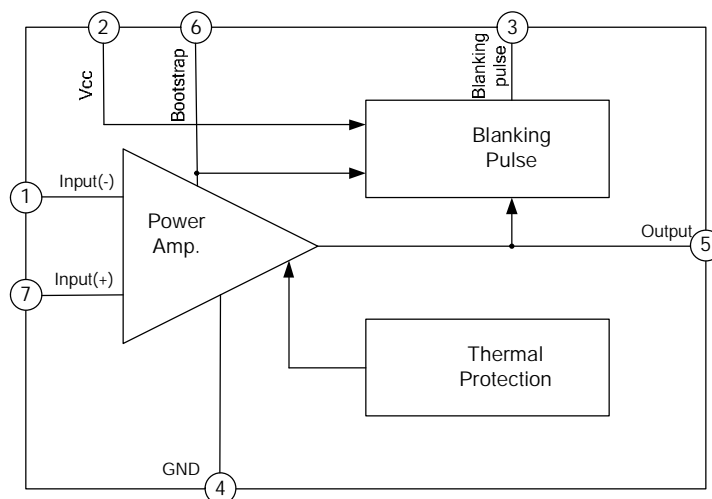 2
6
3
Vcc
Bootstrap
Blanking
pulse
Blanking
Pulse
1
Input(-)
Power
Amp.
Output
5
7
Input(+)
Thermal
Protection
GND
4